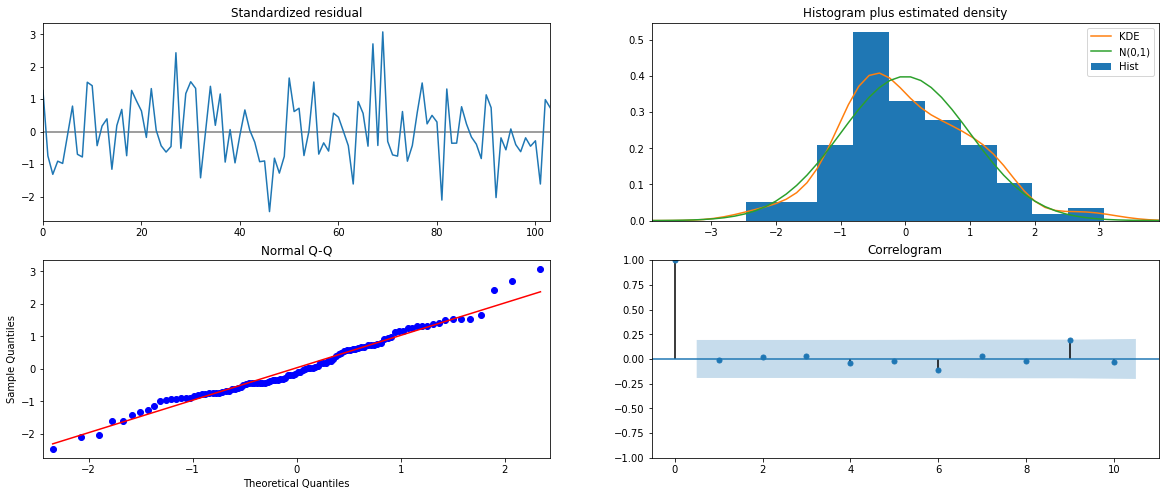 Standardized residual
3
2
1
0
−1
−2
0 20 40 60 80 100
Histogram plus estimated density
0.5
0.4
0.3
0.2
0.1
0.0
KDE
N(0,1)
Hist
−3 −2 −1 0 1 2 3
Normal Q-Q
Sample Quantiles
3
2
1
0
−1
−2
−2 −1 0 1 2
Theoretical Quantiles
Correlogram
1.00
0.75
0.50
0.25
0.00
−0.25
−0.50
−0.75
−1.00
0 2 4 6 8 10